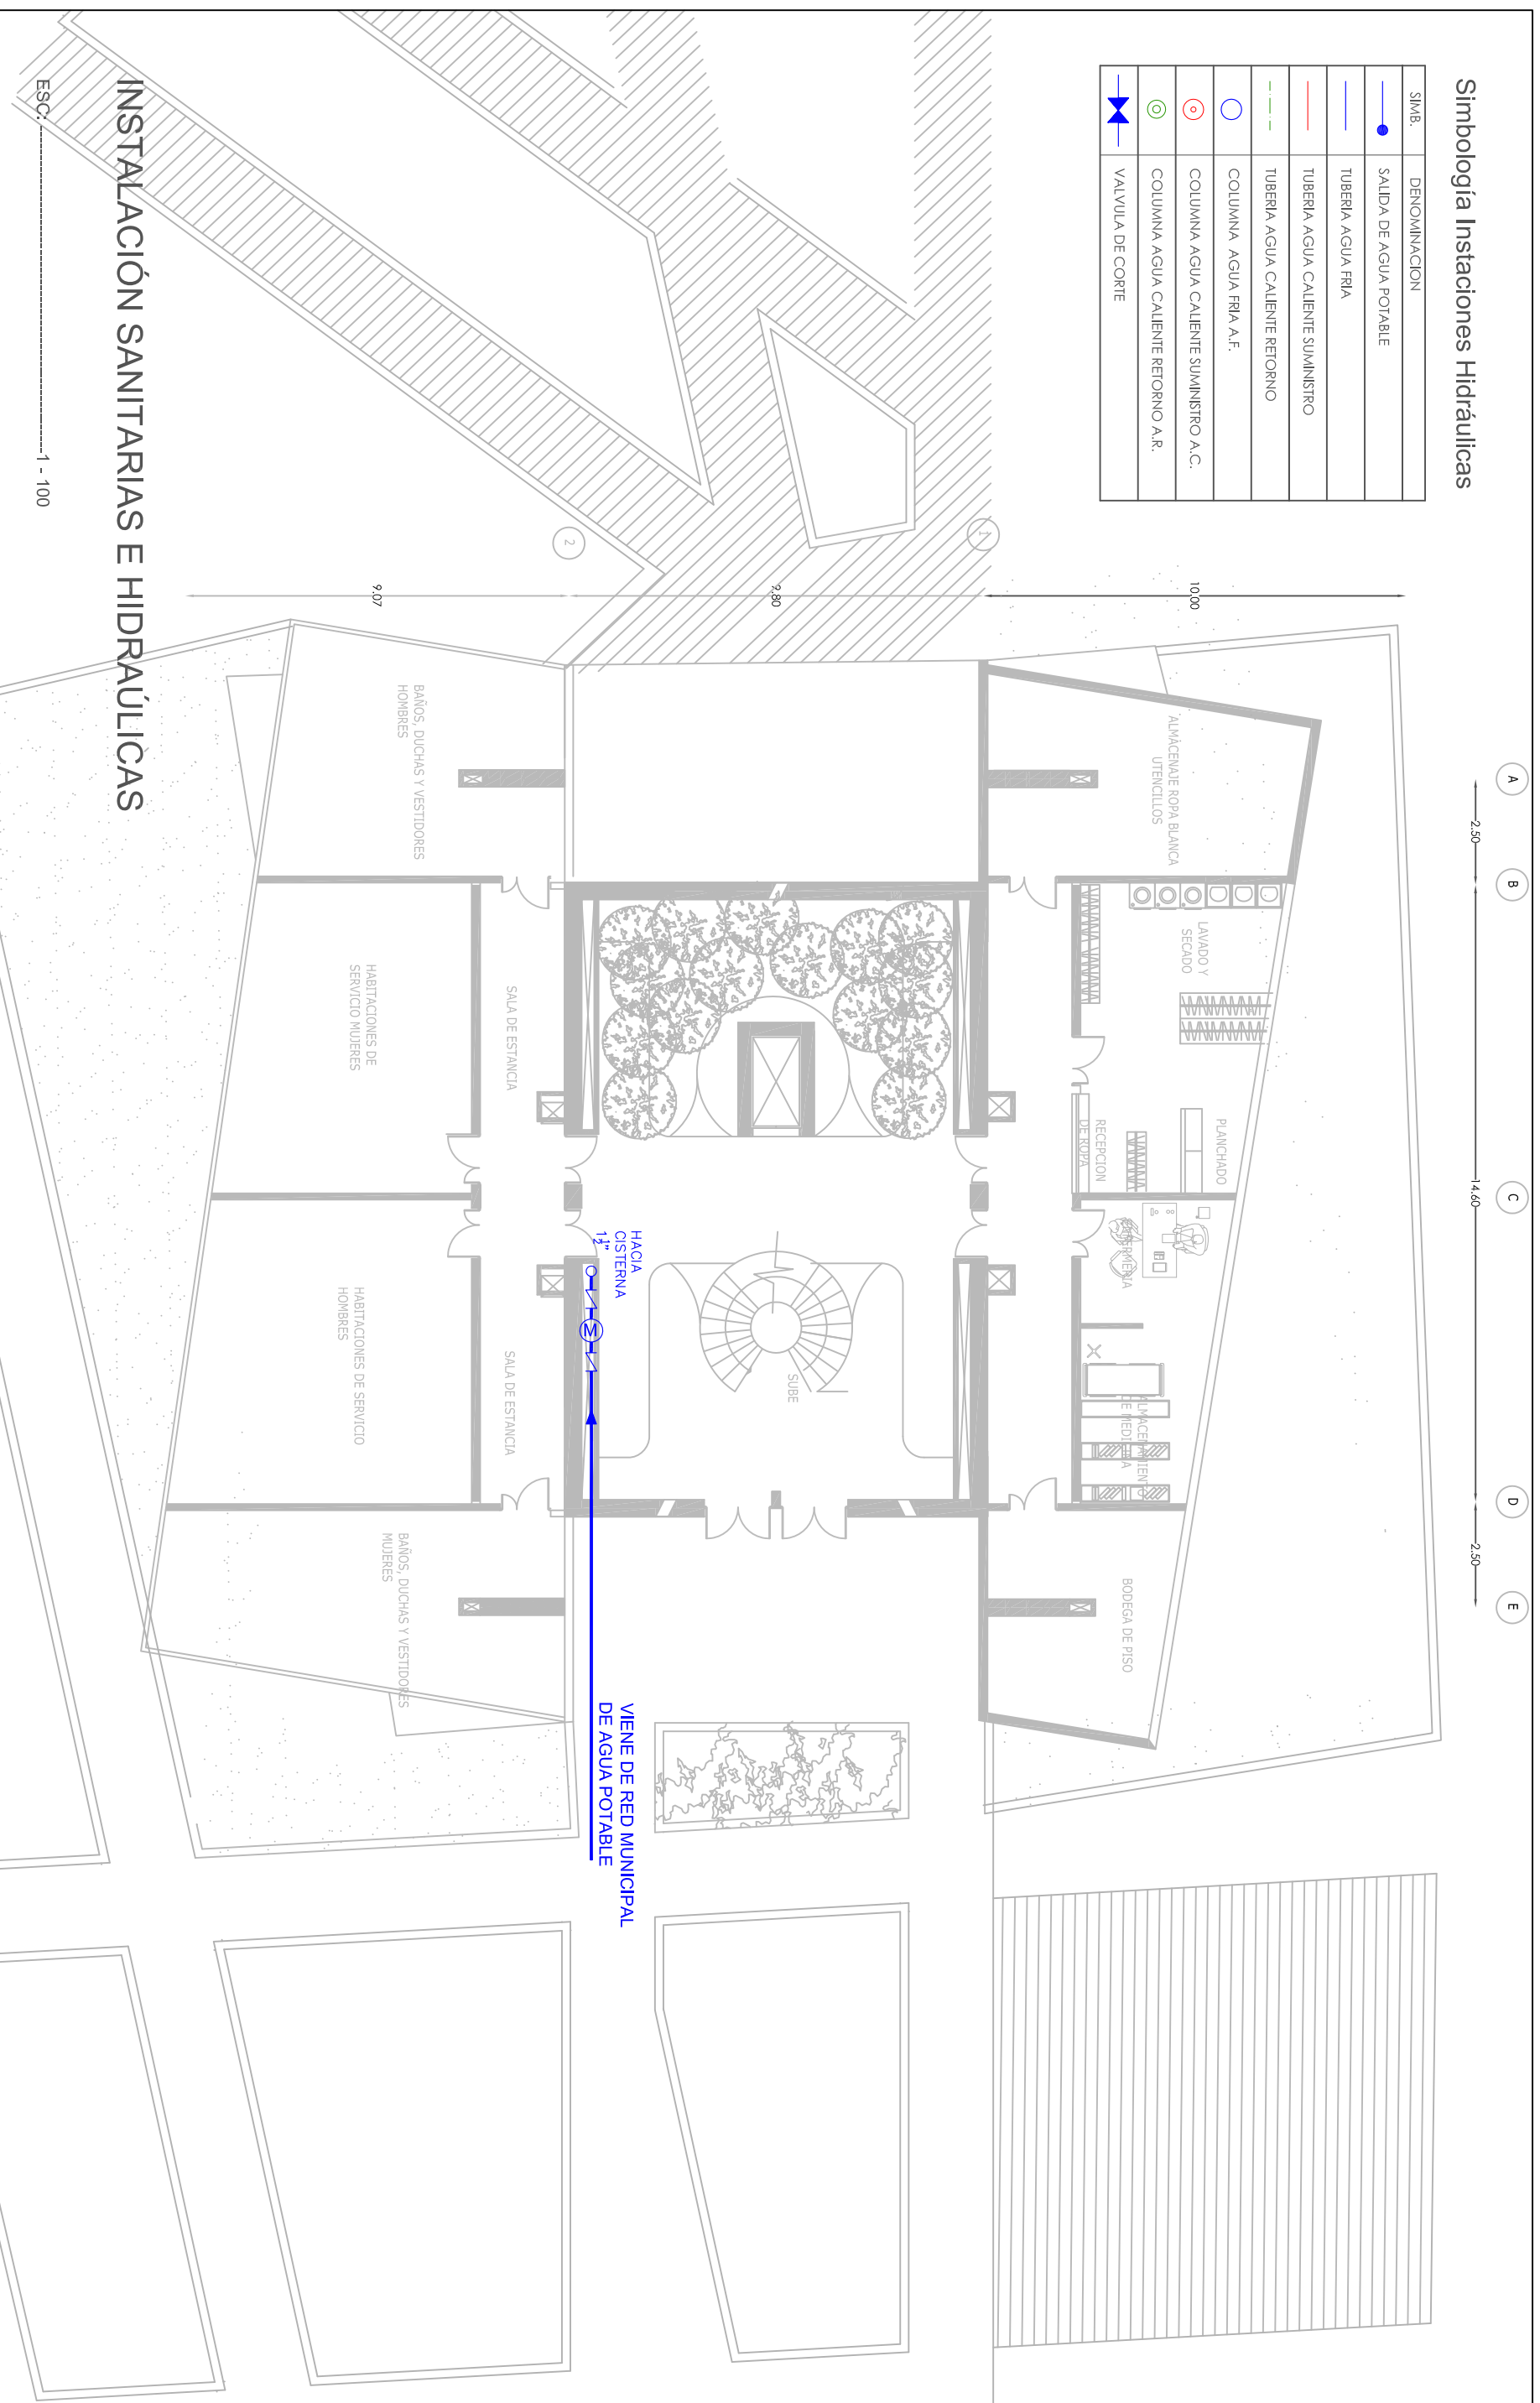 Simbología Instaciones Hidráulicas
SIMB.
DENOMINACION
SALIDA DE AGUA POTABLE
TUBERIA AGUA FRIA
TUBERIA AGUA CALIENTE SUMINISTRO
TUBERIA AGUA CALIENTE RETORNO
COLUMNA AGUA FRIA A.F.
COLUMNA AGUA CALIENTE SUMINISTRO A.C.
COLUMNA AGUA CALIENTE RETORNO A.R.
VALVULA DE CORTE
A
2.50
B
14.60
C
D
2.50
E
10.00
1
9.80
2
9.07
ALMACENAJE ROPA BLANCA
UTENCILLOS
LAVADO Y
SECADO
PLANCHADO
RECEPCION
DE ROPA
BODEGA DE PISO
SUBE
HACIA
CISTERNA
1½"
M
VIENE DE RED MUNICIPAL
DE AGUA POTABLE
SALA DE ESTANCIA
SALA DE ESTANCIA
BAÑOS, DUCHAS Y VESTIDORES
HOMBRES
HABITACIONES DE
SERVICIO MUJERES
HABITACIONES DE SERVICIO
HOMBRES
BAÑOS, DUCHAS Y VESTIDORES
MUJERES
INSTALACIÓN SANITARIAS E HIDRAÚLICAS
ESC: 1 - 100